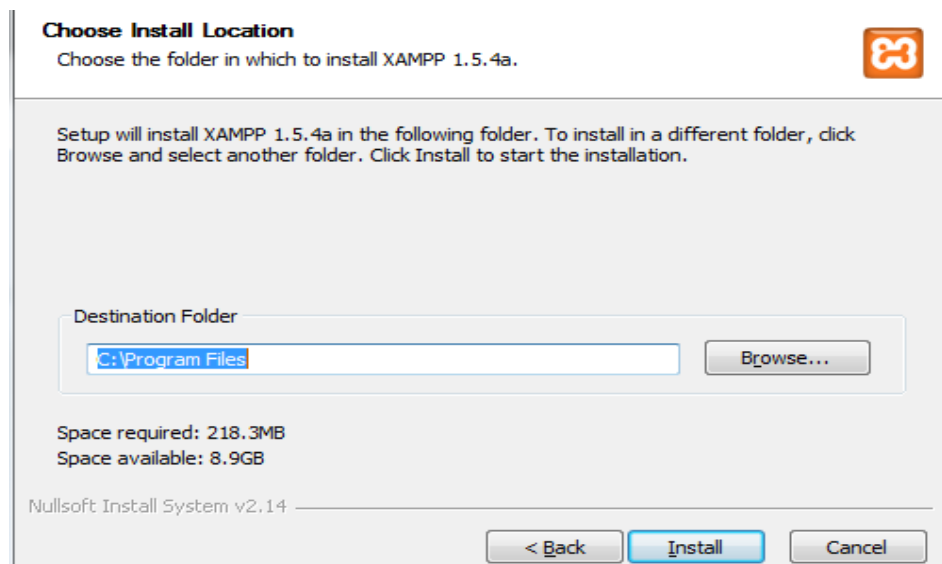 Choose Install Location
Choose the folder in which to install XAMPP 1.5.4a.
Setup will install XAMPP 1.5.4a in the following folder. To install in a different folder, click
Browse and select another folder. Click Install to start the installation.
Destination Folder
C:\Program Files
Browse...
Space required: 218.3MB
Space available: 8.9GB
Nullsoft Install System v2.14
< Back
Install
Cancel